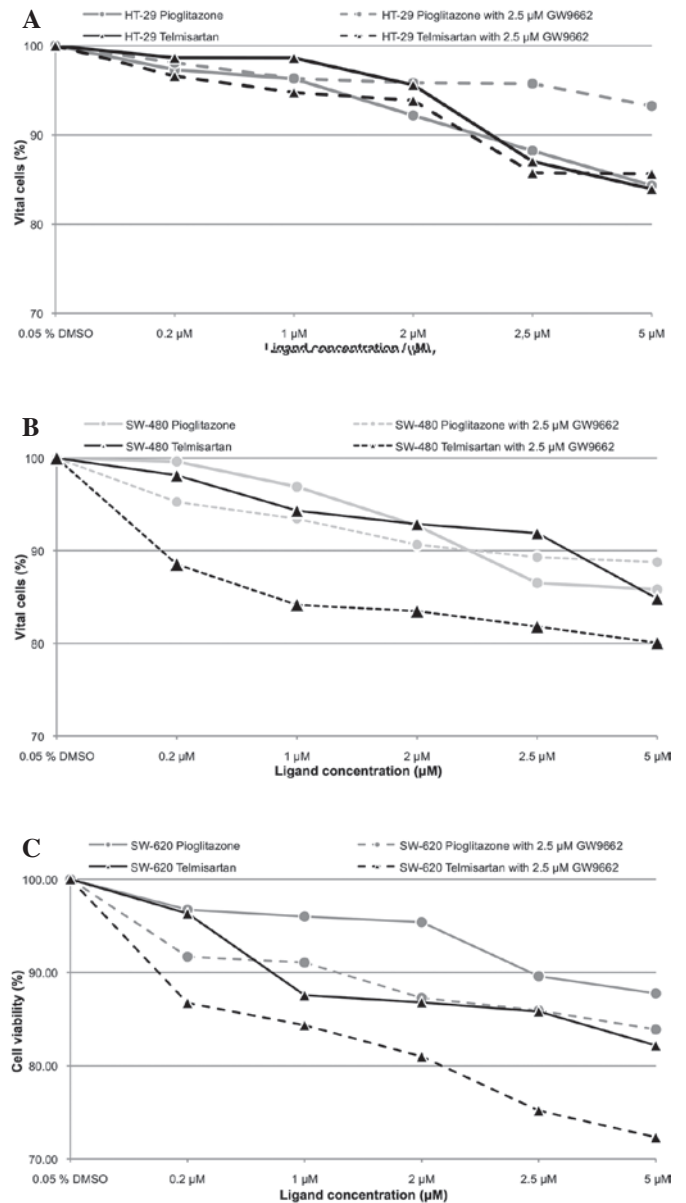 A
HT-29 Pioglitazone
HT-29 Pioglitazone with 2.5 µM GW9662
HT-29 Telmisartan
HT-29 Telmisartan with 2.5 µM GW9662
100
90
80
70
Vital cells (%)
0.05 % DMSO 0.2 µM 1 µM 2 µM 2,5 µM 5 µM
Ligand concentration (µM),
B
SW-480 Pioglitazone
SW-480 Pioglitazone with 2.5 µM GW9662
SW-480 Telmisartan
SW-480 Telmisartan with 2.5 µM GW9662
100
90
80
70
Vital cells (%)
0.05 % DMSO 0.2 µM 1 µM 2 µM 2.5 µM 5 µM
Ligand concentration (µM)
C
SW-620 Pioglitazone
SW-620 Pioglitazone with 2.5 µM GW9662
SW-620 Telmisartan
SW-620 Telmisartan with 2.5 µM GW9662
100.00
90.00
80.00
70.00
Cell viability (%)
0.05 % DMSO 0.2 µM 1 µM 2 µM 2.5 µM 5 µM
Ligand concentration (µM)